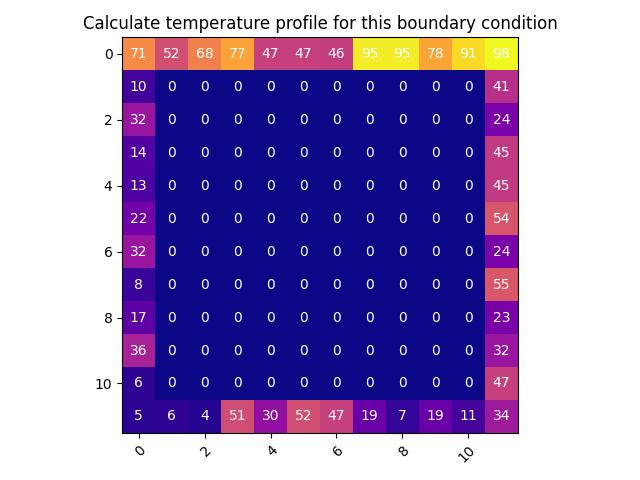 Calculate temperature profile for this boundary condition
0 71 52 68 77 47 47 46 95 95 78 91 98
10 0 0 0 0 0 0 0 0 0 0 41
2 32 0 0 0 0 0 0 0 0 0 0 24
14 0 0 0 0 0 0 0 0 0 0 45
4 13 0 0 0 0 0 0 0 0 0 0 45
22 0 0 0 0 0 0 0 0 0 0 54
6 32 0 0 0 0 0 0 0 0 0 0 24
8 0 0 0 0 0 0 0 0 0 0 55
8 17 0 0 0 0 0 0 0 0 0 0 23
36 0 0 0 0 0 0 0 0 0 0 32
10 6 0 0 0 0 0 0 0 0 0 0 47
5 6 4 51 30 52 47 19 7 19 11 34
0 2 4 6 8 10